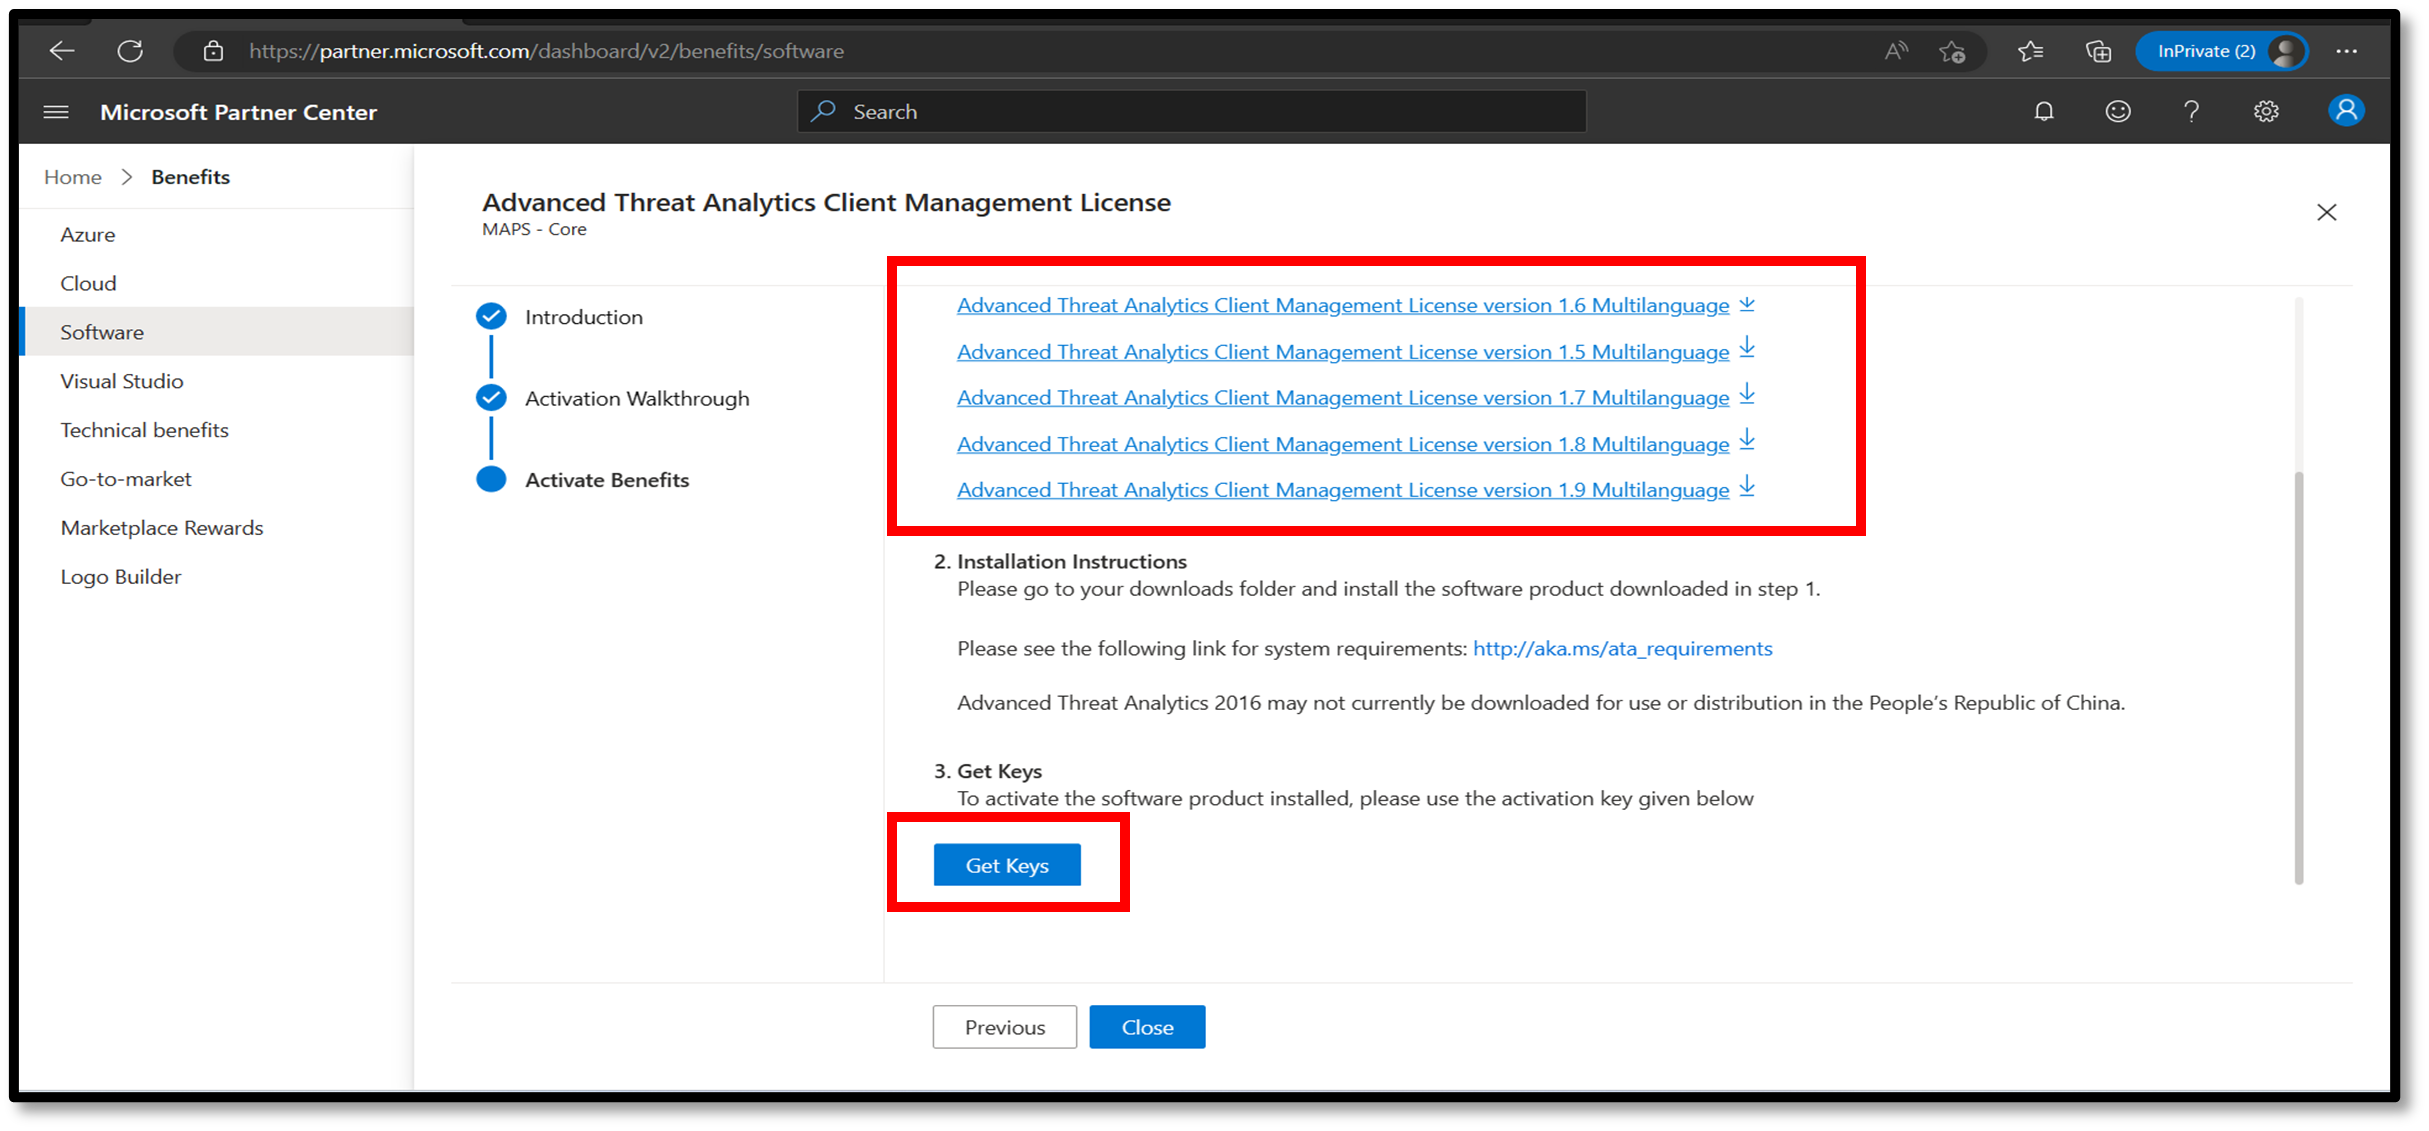 https://partner.microsoft.com/dashboard/v2/benefits/software
InPrivate (2)
Microsoft Partner Center
Search
Home > Benefits
Azure
Cloud
Software
Visual Studio
Technical benefits
Go-to-market
Marketplace Rewards
Logo Builder
Advanced Threat Analytics Client Management License
MAPS - Core
Introduction
Activation Walkthrough
Activate Benefits
Advanced Threat Analytics Client Management License version 1.6 Multilanguage
Advanced Threat Analytics Client Management License version 1.5 Multilanguage
Advanced Threat Analytics Client Management License version 1.7 Multilanguage
Advanced Threat Analytics Client Management License version 1.8 Multilanguage
Advanced Threat Analytics Client Management License version 1.9 Multilanguage
2. Installation Instructions
Please go to your downloads folder and install the software product downloaded in step 1.
Please see the following link for system requirements: http://aka.ms/ata_requirements
Advanced Threat Analytics 2016 may not currently be downloaded for use or distribution in the People’s Republic of China.
3. Get Keys
To activate the software product installed, please use the activation key given below
Get Keys
Previous
Close